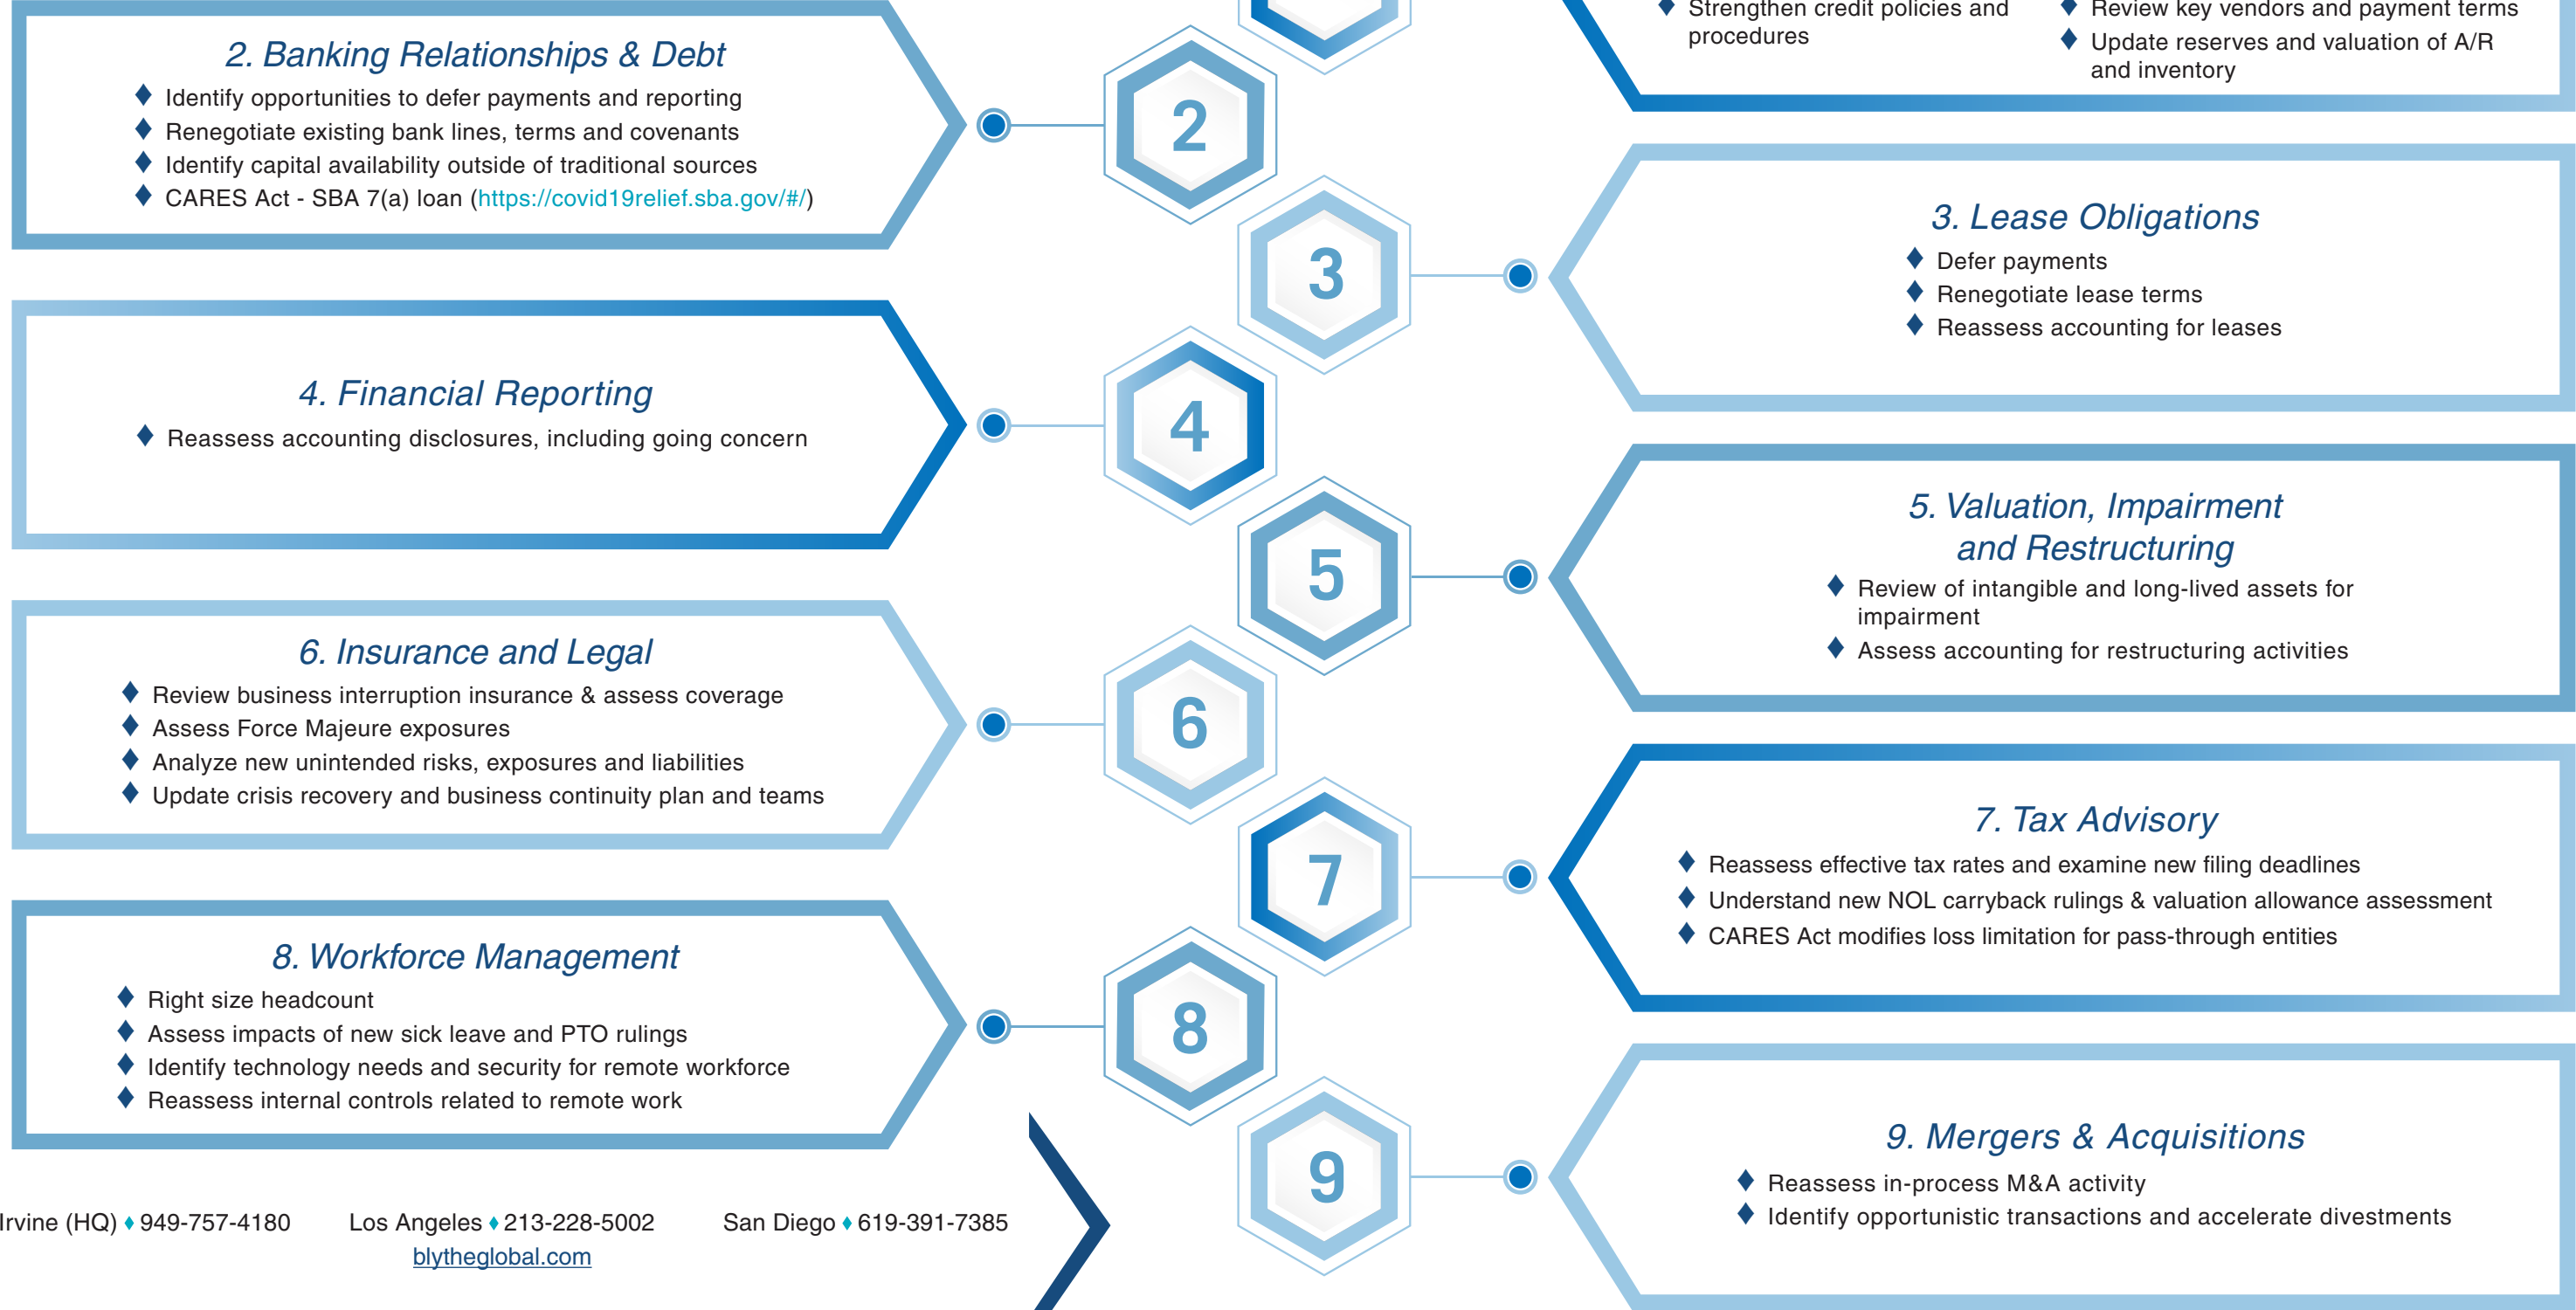 Strengthen credit policies and
procedures
Review key vendors and payment terms
Update reserves and valuation of A/R
and inventory
2. Banking Relationships & Debt
Identify opportunities to defer payments and reporting
Renegotiate existing bank lines, terms and covenants
Identify capital availability outside of traditional sources
CARES Act - SBA 7(a) loan (https://covid19relief.sba.gov/#/)
2
3
3. Lease Obligations
Defer payments
Renegotiate lease terms
Reassess accounting for leases
4. Financial Reporting
Reassess accounting disclosures, including going concern
4
5
5. Valuation, Impairment
and Restructuring
Review of intangible and long-lived assets for
impairment
Assess accounting for restructuring activities
6. Insurance and Legal
Review business interruption insurance & assess coverage
Assess Force Majeure exposures
Analyze new unintended risks, exposures and liabilities
Update crisis recovery and business continuity plan and teams
6
7
7. Tax Advisory
Reassess effective tax rates and examine new filing deadlines
Understand new NOL carryback rulings & valuation allowance assessment
CARES Act modifies loss limitation for pass-through entities
8. Workforce Management
Right size headcount
Assess impacts of new sick leave and PTO rulings
Identify technology needs and security for remote workforce
Reassess internal controls related to remote work
8
9
9. Mergers & Acquisitions
Reassess in-process M&A activity
Identify opportunistic transactions and accelerate divestments
Irvine (HQ) ♦ 949-757-4180 Los Angeles ♦ 213-228-5002 San Diego ♦ 619-391-7385
blytheglobal.com